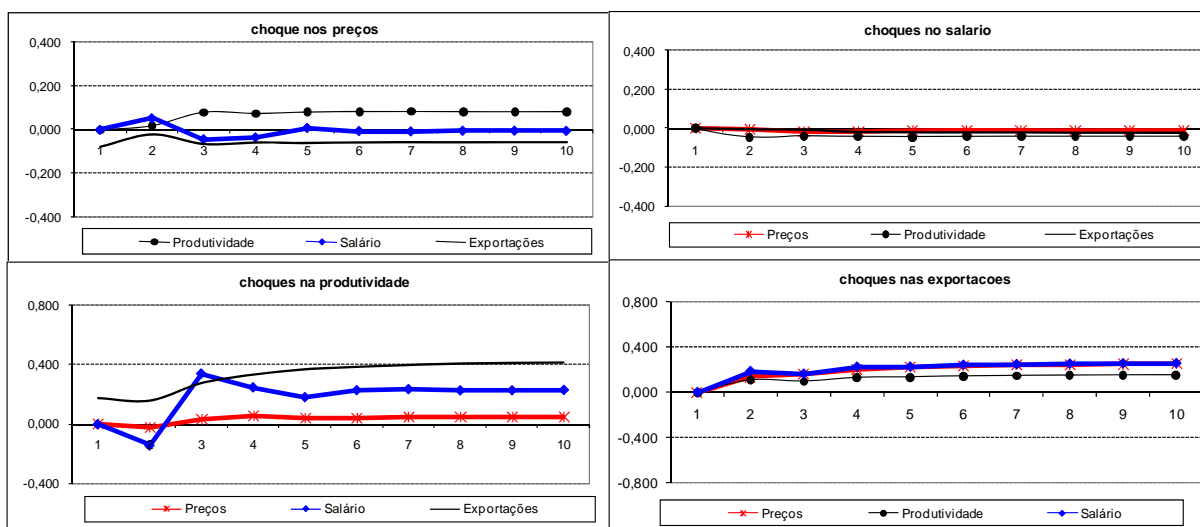 choque nos preços
0,400
0,200
0,000
-0,200
-0,400
1 2 3 4 5 6 7 8 9 10
Produtividade Salário Exportações
choques no salário
0,400
0,200
0,000
-0,200
-0,400
1 2 3 4 5 6 7 8 9 10
Preços Produtividade Exportações
choques na produtividade
0,800
0,400
0,000
-0,400
1 2 3 4 5 6 7 8 9 10
Preços Salário Exportações
choques nas exportacoes
0,800
0,400
0,000
-0,400
-0,800
1 2 3 4 5 6 7 8 9 10
Preços Produtividade Salário